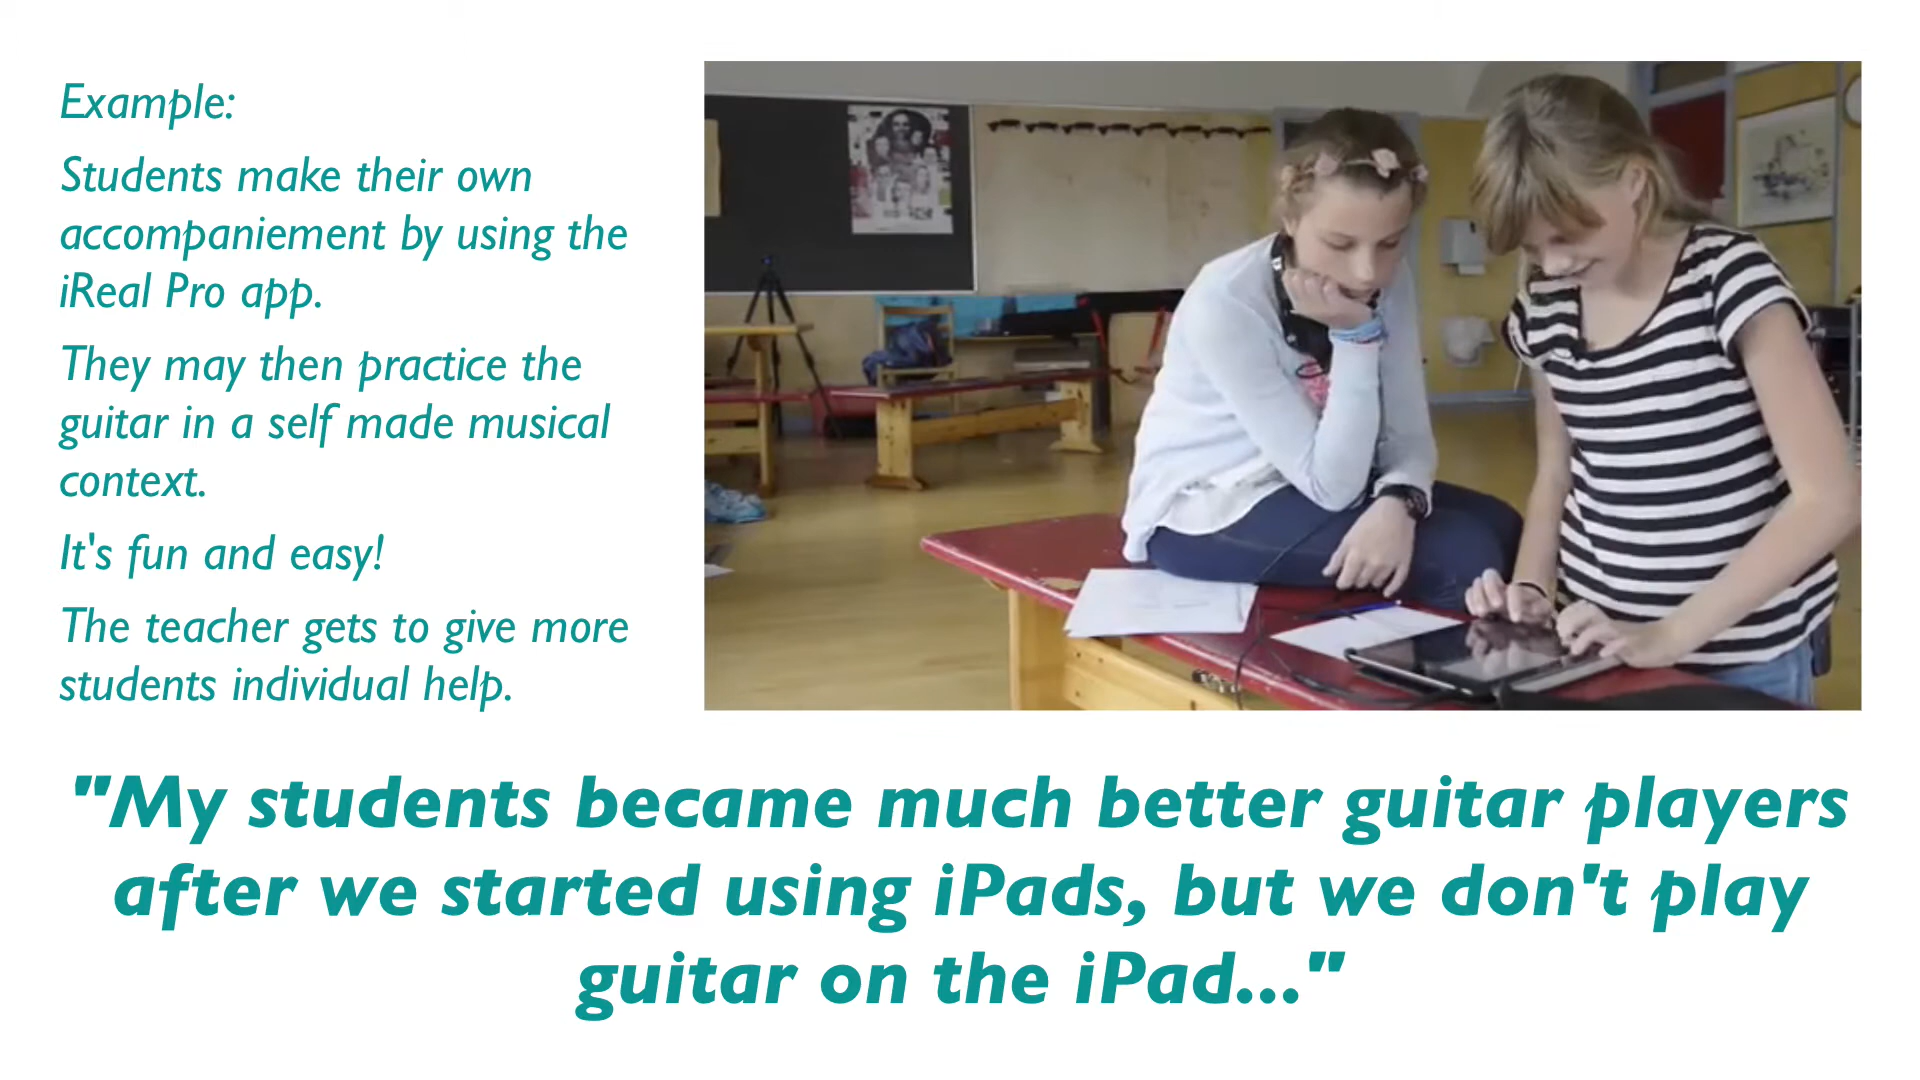 Example:
Students make their own
accompaniement by using the
iReal Pro app.
They may then practice the
guitar in a self made musical
context.
It's fun and easy!
The teacher gets to give more
students individual help.
"My students became much better guitar players
after we started using iPads, but we don't play
guitar on the iPad..."